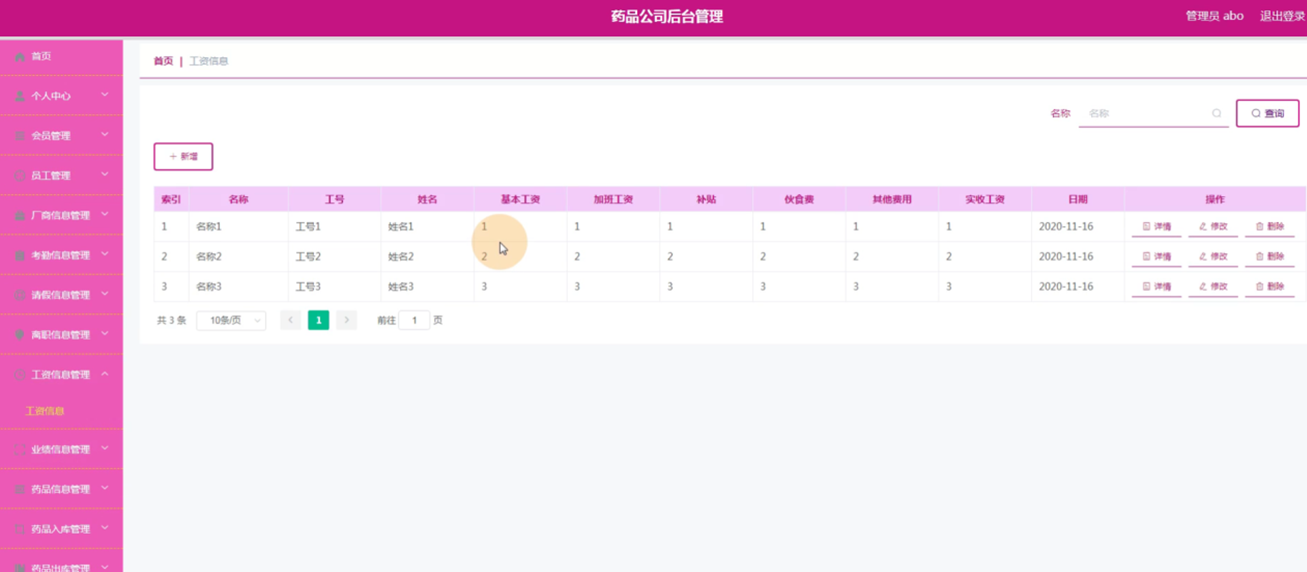 药品公司后台管理
管理员 abo 退出登录
首页
个人中心
会员管理
员工管理
厂商信息管理
考勤信息管理
请假信息管理
离职信息管理
工资信息管理
工资信息
业绩信息管理
药品信息管理
药品入库管理
药品出库管理
首页 | 工资信息
名称 名称 查询
+ 新增
索引 名称 工号 姓名 基本工资 加班工资 补贴 伙食费 其他费用 实收工资 日期 操作
1 名称1 工号1 姓名1 1 1 1 1 1 1 2020-11-16 详情 修改 删除
2 名称2 工号2 姓名2 2 2 2 2 2 2 2020-11-16 详情 修改 删除
3 名称3 工号3 姓名3 3 3 3 3 3 3 2020-11-16 详情 修改 删除
共 3 条 10条/页 < 1 > 前往 1 页